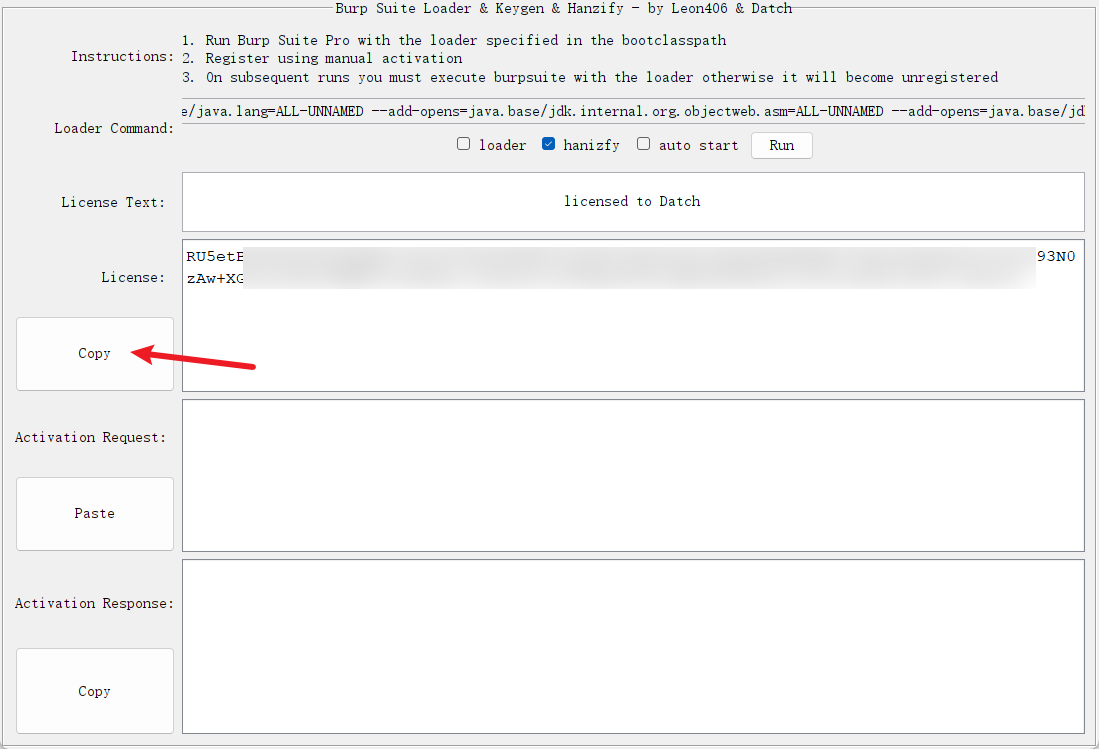 Burp Suite Loader & Keygen & Hanzify - by Leon406 & Datch
Instructions:
1. Run Burp Suite Pro with the loader specified in the bootclasspath
2. Register using manual activation
3. On subsequent runs you must execute burpsuite with the loader otherwise it will become unregistered
Loader Command:
e/java.lang=ALL-UNNAMED --add-opens=java.base/jdk.internal.org.objectweb.asm=ALL-UNNAMED --add-opens=java.base/jd
loader hanizfy auto start Run
License Text:
licensed to Datch
License:
RU5etE 93N0
zAw+XG
Copy
Activation Request:
Paste
Activation Response:
Copy